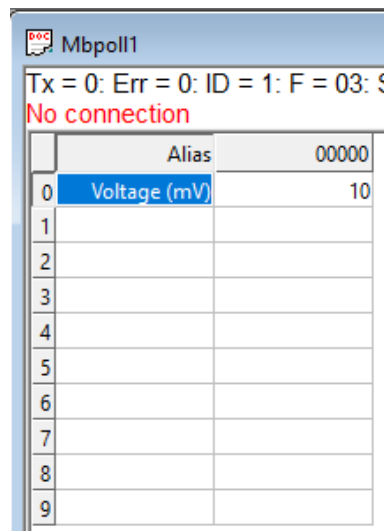 Mbpoll1
Tx = 0: Err = 0: ID = 1: F = 03:
No connection
Alias 00000
0 Voltage (mV) 10
1
2
3
4
5
6
7
8
9